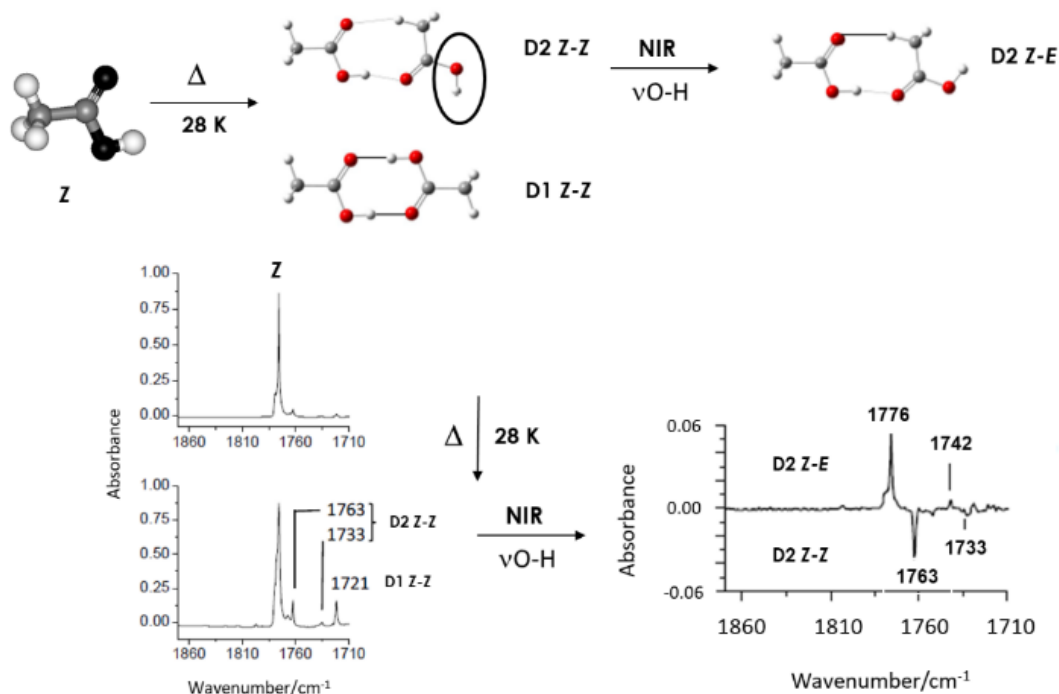 Δ
28 K
Z
D2 Z-Z
D1 Z-Z
NIR
νO-H
D2 Z-E
Z
1.00
0.75
0.50
0.25
0.00
1860 1810 1760 1710
Absorbance
Δ 28 K
1.00
0.75
0.50
0.25
0.00
1763
1733
D2 Z-Z
1721 D1 Z-Z
1860 1810 1760 1710
Wavenumber/cm⁻¹
NIR
νO-H
Absorbance
0.06
0.00
-0.06
1776
1742
D2 Z-E
D2 Z-Z
1733
1763
1860 1810 1760 1710
Wavenumber/cm⁻¹